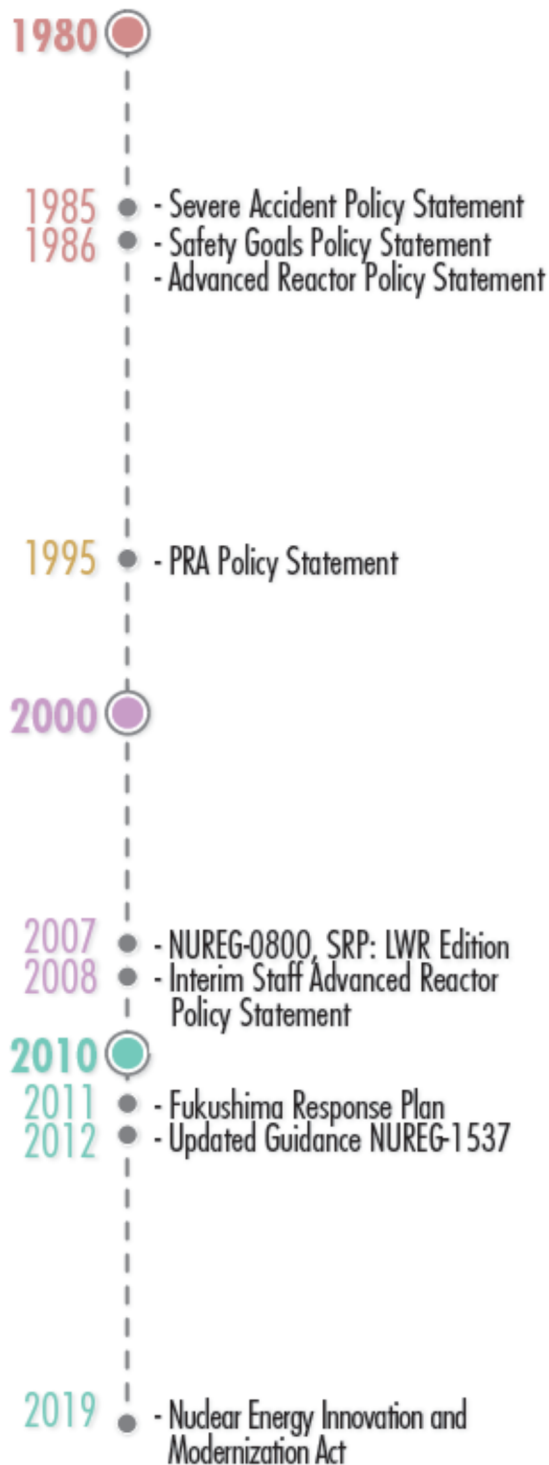 1980
1985 - Severe Accident Policy Statement
1986 - Safety Goals Policy Statement
- Advanced Reactor Policy Statement
1995 - PRA Policy Statement
2000
2007 - NUREG-0800, SRP: LWR Edition
2008 - Interim Staff Advanced Reactor
Policy Statement
2010
2011 - Fukushima Response Plan
2012 - Updated Guidance NUREG-1537
2019 - Nuclear Energy Innovation and
Modernization Act